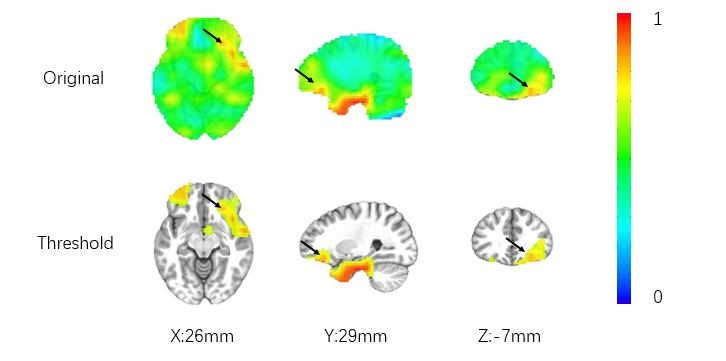 Original
1
Threshold
0
X:26mm Y:29mm Z:-7mm